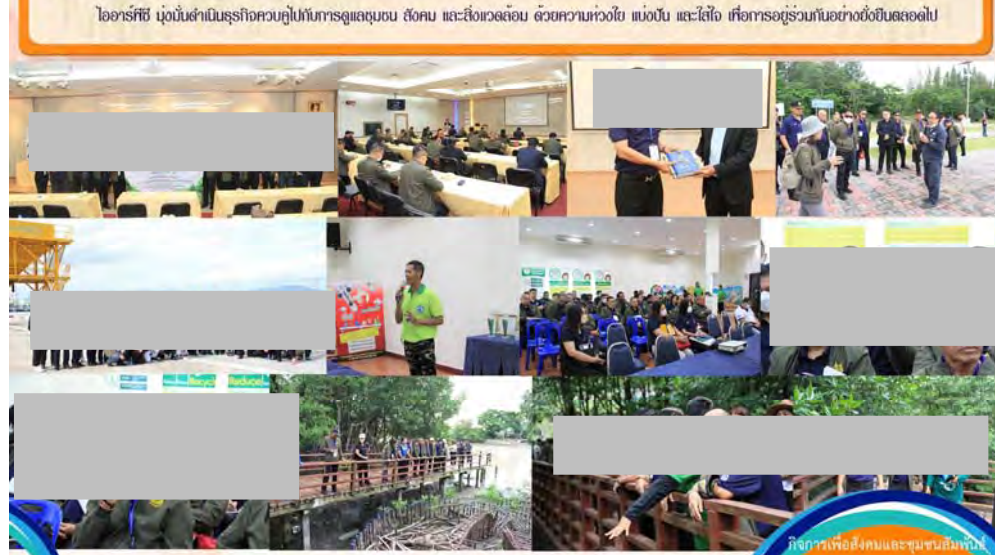 ไออาร์พีซี มุ่งมั่นดำเนินธุรกิจควบคู่ไปกับการดูแลชุมชน สังคม และสิ่งแวดล้อม ด้วยความห่วงใย แบ่งปัน และใส่ใจ เพื่อการอยู่ร่วมกันอย่างยั่งยืนตลอดไป
Recycle
Reduce
กิจการเพื่อสังคมและชุมชนสัมพันธ์